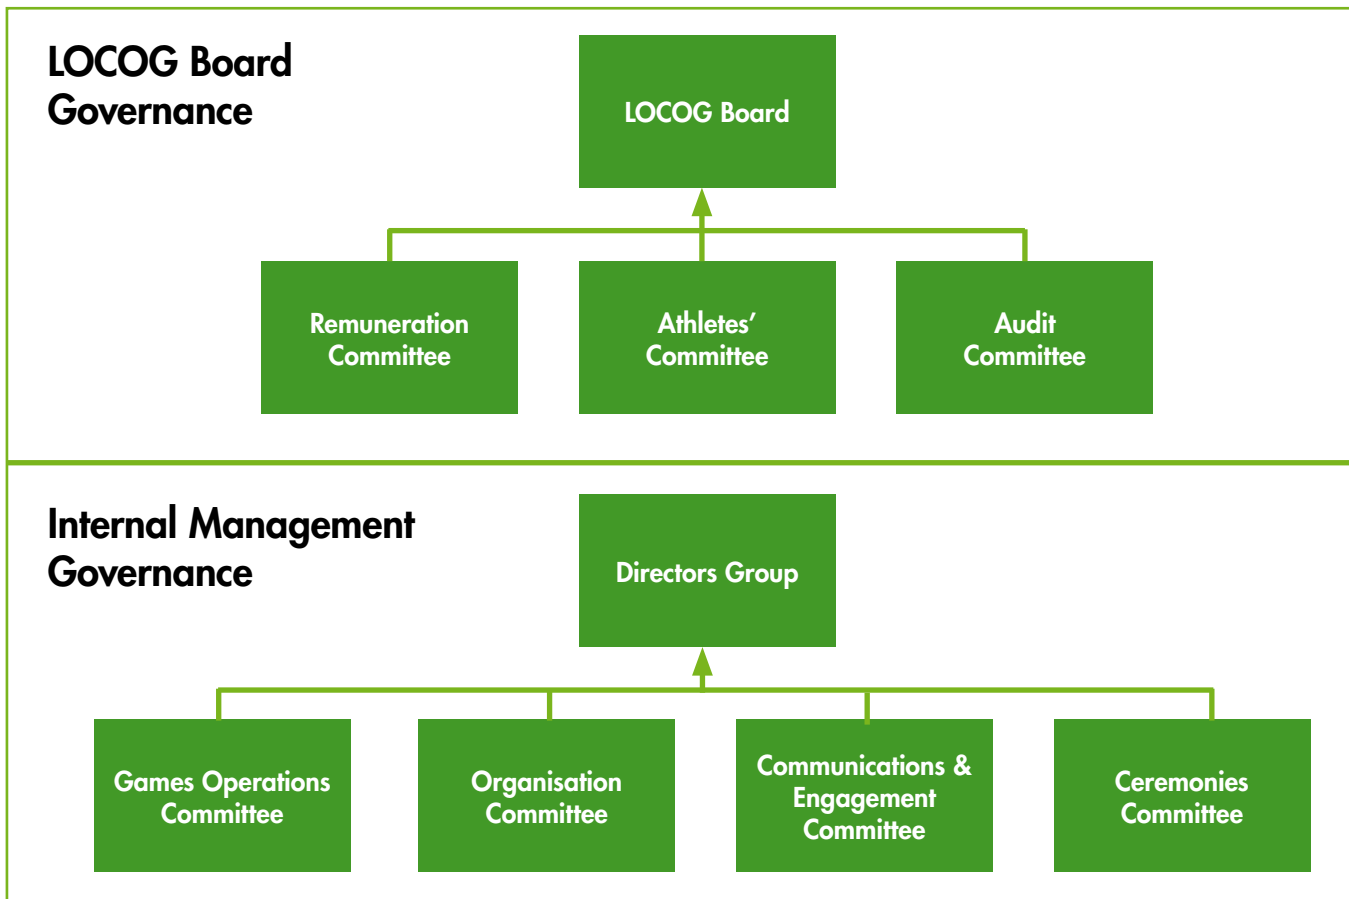 LOCOG Board
Governance
LOCOG Board
Remuneration
Committee
Athletes’
Committee
Audit
Committee
Internal Management
Governance
Directors Group
Games Operations
Committee
Organisation
Committee
Communications &
Engagement
Committee
Ceremonies
Committee